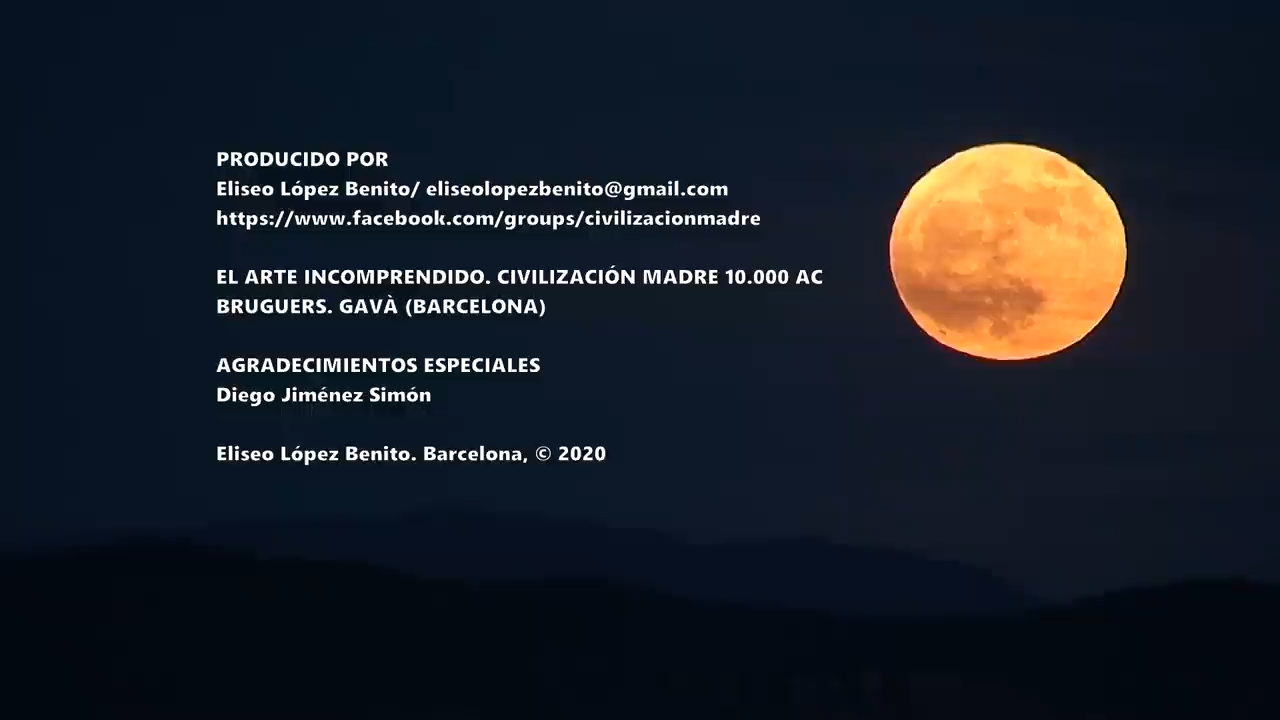 PRODUCIDO POR
Eliseo López Benito/ eliseolopezbenito@gmail.com
https://www.facebook.com/groups/civilizacionmadre
EL ARTE INCOMPRENDIDO. CIVILIZACIÓN MADRE 10.000 AC
BRUGUERS. GAVÀ (BARCELONA)
AGRADECIMIENTOS ESPECIALES
Diego Jiménez Simón
Eliseo López Benito. Barcelona, © 2020